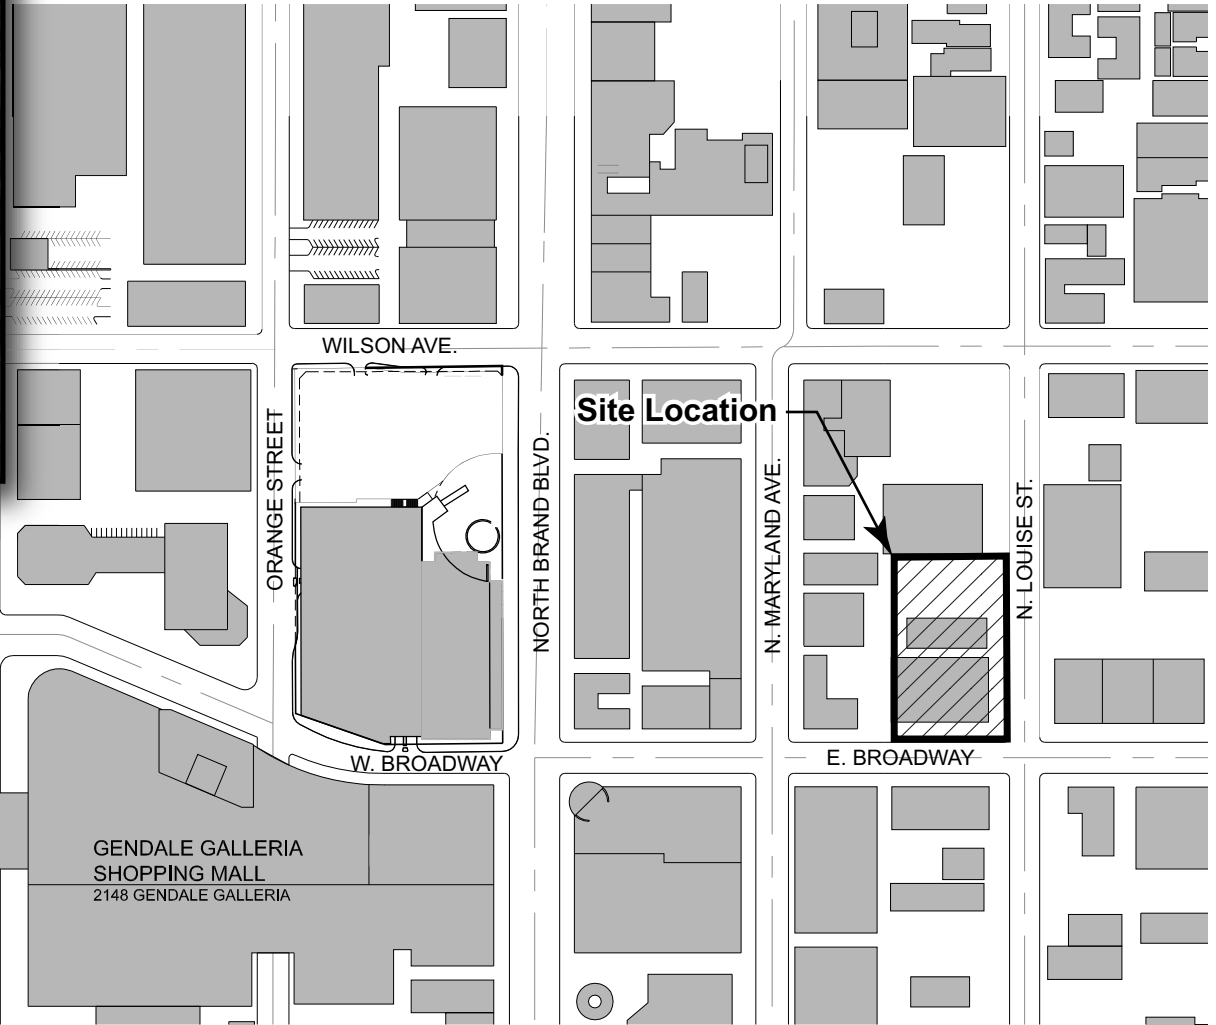 WILSON AVE.
Site Location
ORANGE STREET
NORTH BRAND BLVD.
N. MARYLAND AVE.
N. LOUISE ST.
W. BROADWAY
E. BROADWAY
GENDALE GALLERIA
SHOPPING MALL
2148 GENDALE GALLERIA